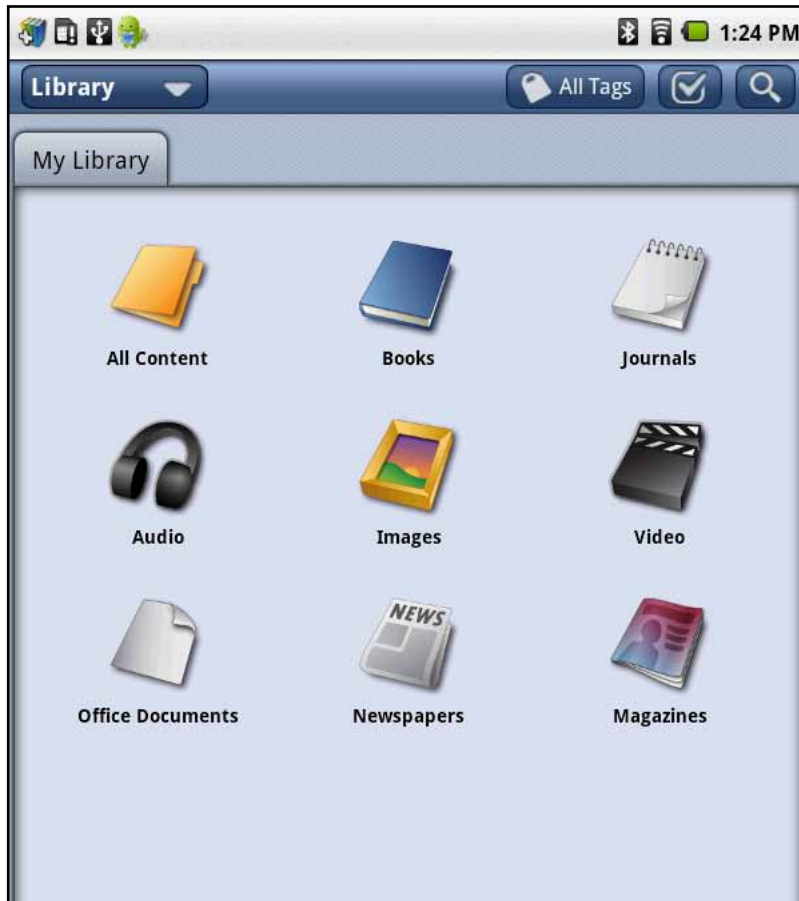 1:24 PM
Library
All Tags
My Library
All Content
Books
Journals
Audio
Images
Video
NEWS
Office Documents
Newspapers
Magazines